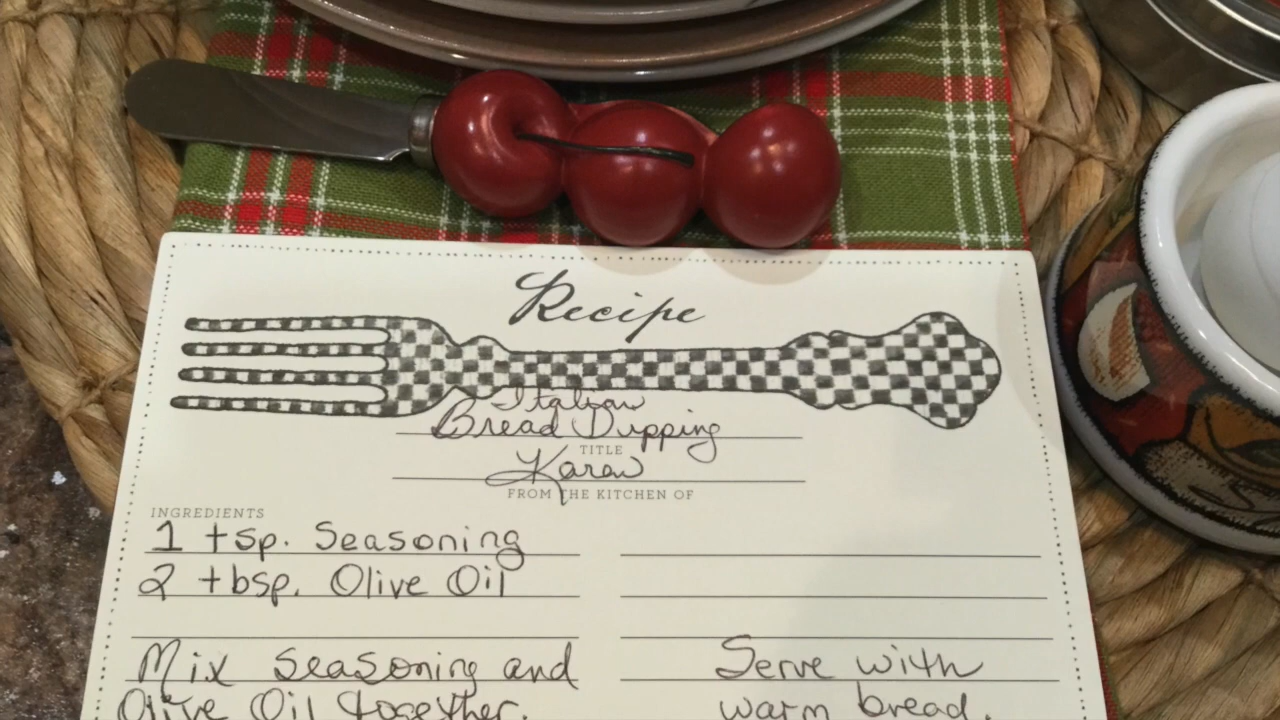 Recipe
Italian
Bread Dipping
TITLE
Karen
FROM THE KITCHEN OF
INGREDIENTS
1 tsp. Seasoning
2 tbsp. Olive Oil
Mix seasoning and
Olive Oil together.
Serve with
warm bread.